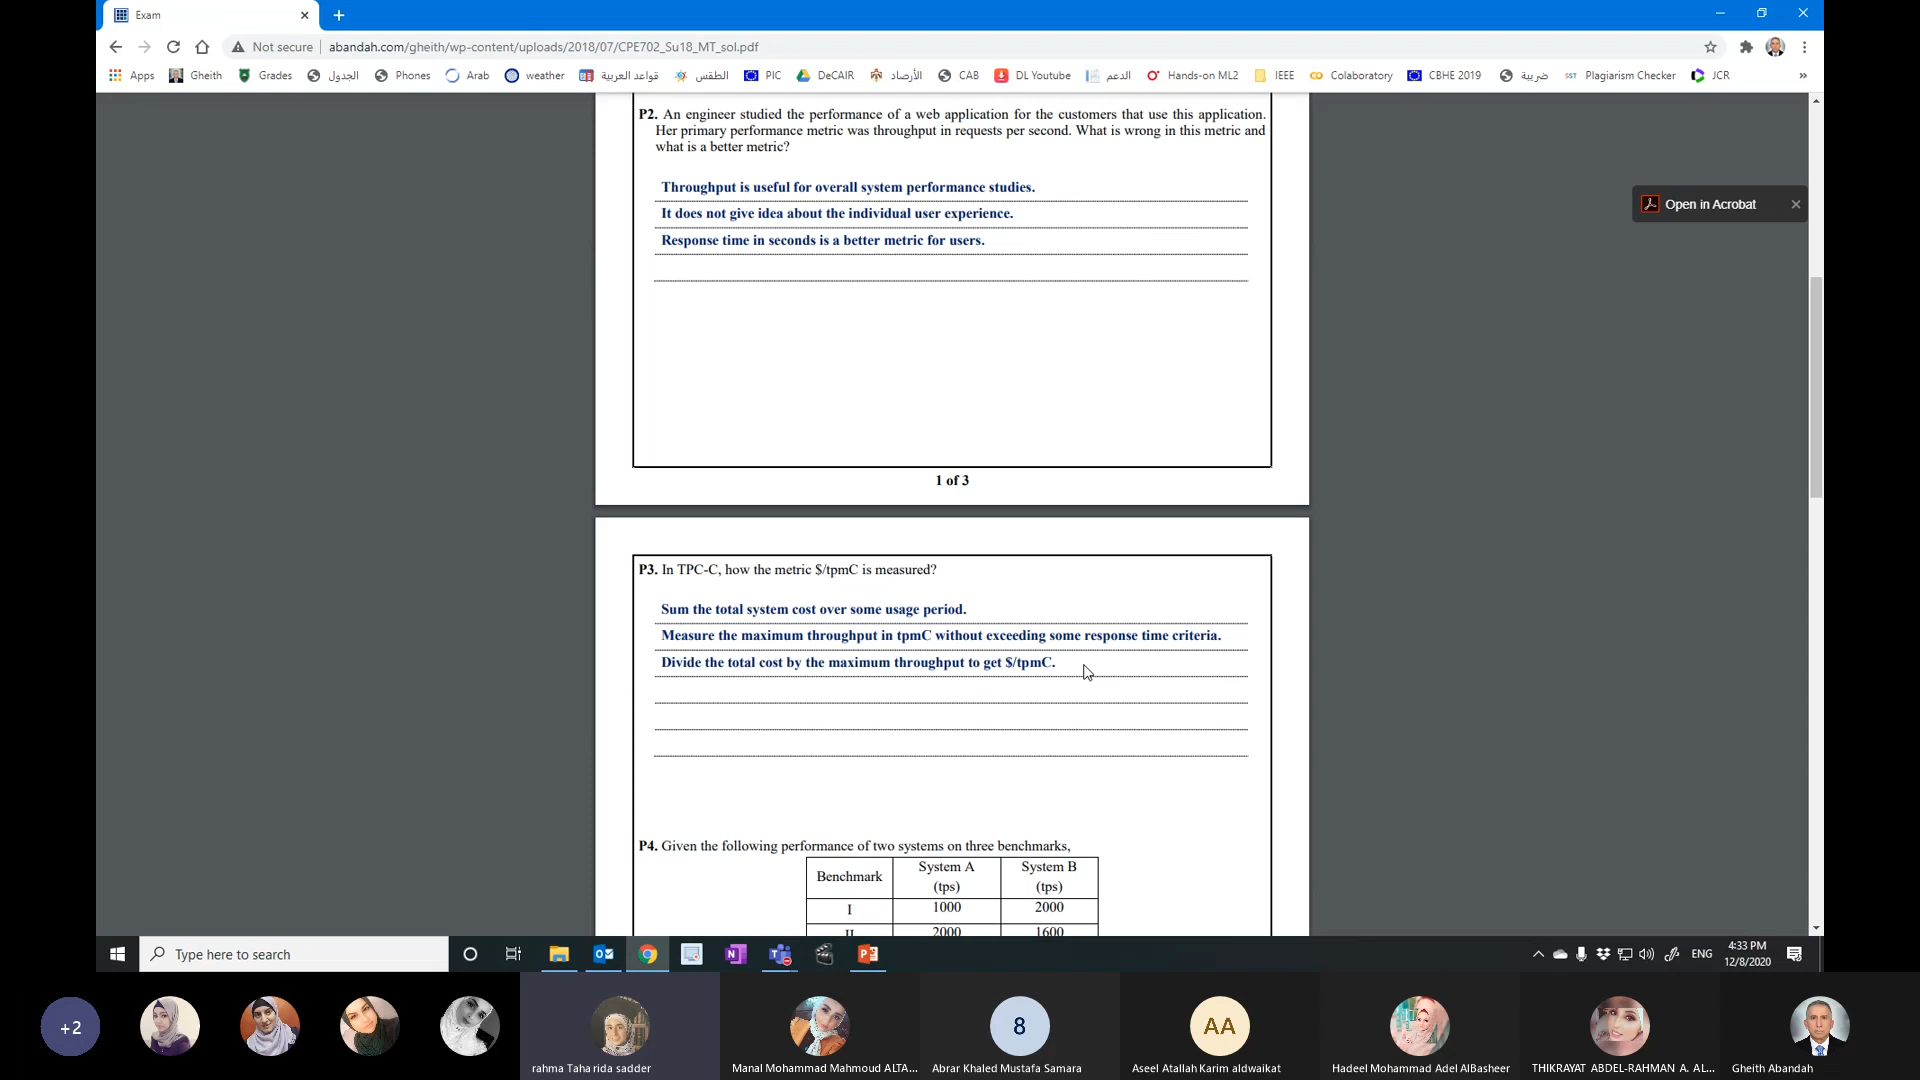 Exam
Not secure | abandah.com/gheith/wp-content/uploads/2018/07/CPE702_Su18_MT_sol.pdf
Apps Gheith Grades الجدول Phones Arab weather قواعد العربية الطقس PIC DeCAIR الأرصاد CAB DL Youtube الدعم Hands-on ML2 IEEE Colaboratory CBHE 2019 ضريبة SST Plagiarism Checker JCR »
P2. An engineer studied the performance of a web application for the customers that use this application.
Her primary performance metric was throughput in requests per second. What is wrong in this metric and
what is a better metric?
Throughput is useful for overall system performance studies.
It does not give idea about the individual user experience.
Response time in seconds is a better metric for users.
Open in Acrobat
1 of 3
P3. In TPC-C, how the metric $/tpmC is measured?
Sum the total system cost over some usage period.
Measure the maximum throughput in tpmC without exceeding some response time criteria.
Divide the total cost by the maximum throughput to get $/tpmC.
P4. Given the following performance of two systems on three benchmarks,
Benchmark System A (tps) System B (tps)
I 1000 2000
II 2000 1600
Type here to search
ENG
4:33 PM
12/8/2020
+2
8
AA
rahma Taha rida sadder
Manal Mohammad Mahmoud ALTA...
Abrar Khaled Mustafa Samara
Aseel Atallah Karim aldwaikat
Hadeel Mohammad Adel AlBasheer
THIKRAYAT ABDEL-RAHMAN A. AL...
Gheith Abandah